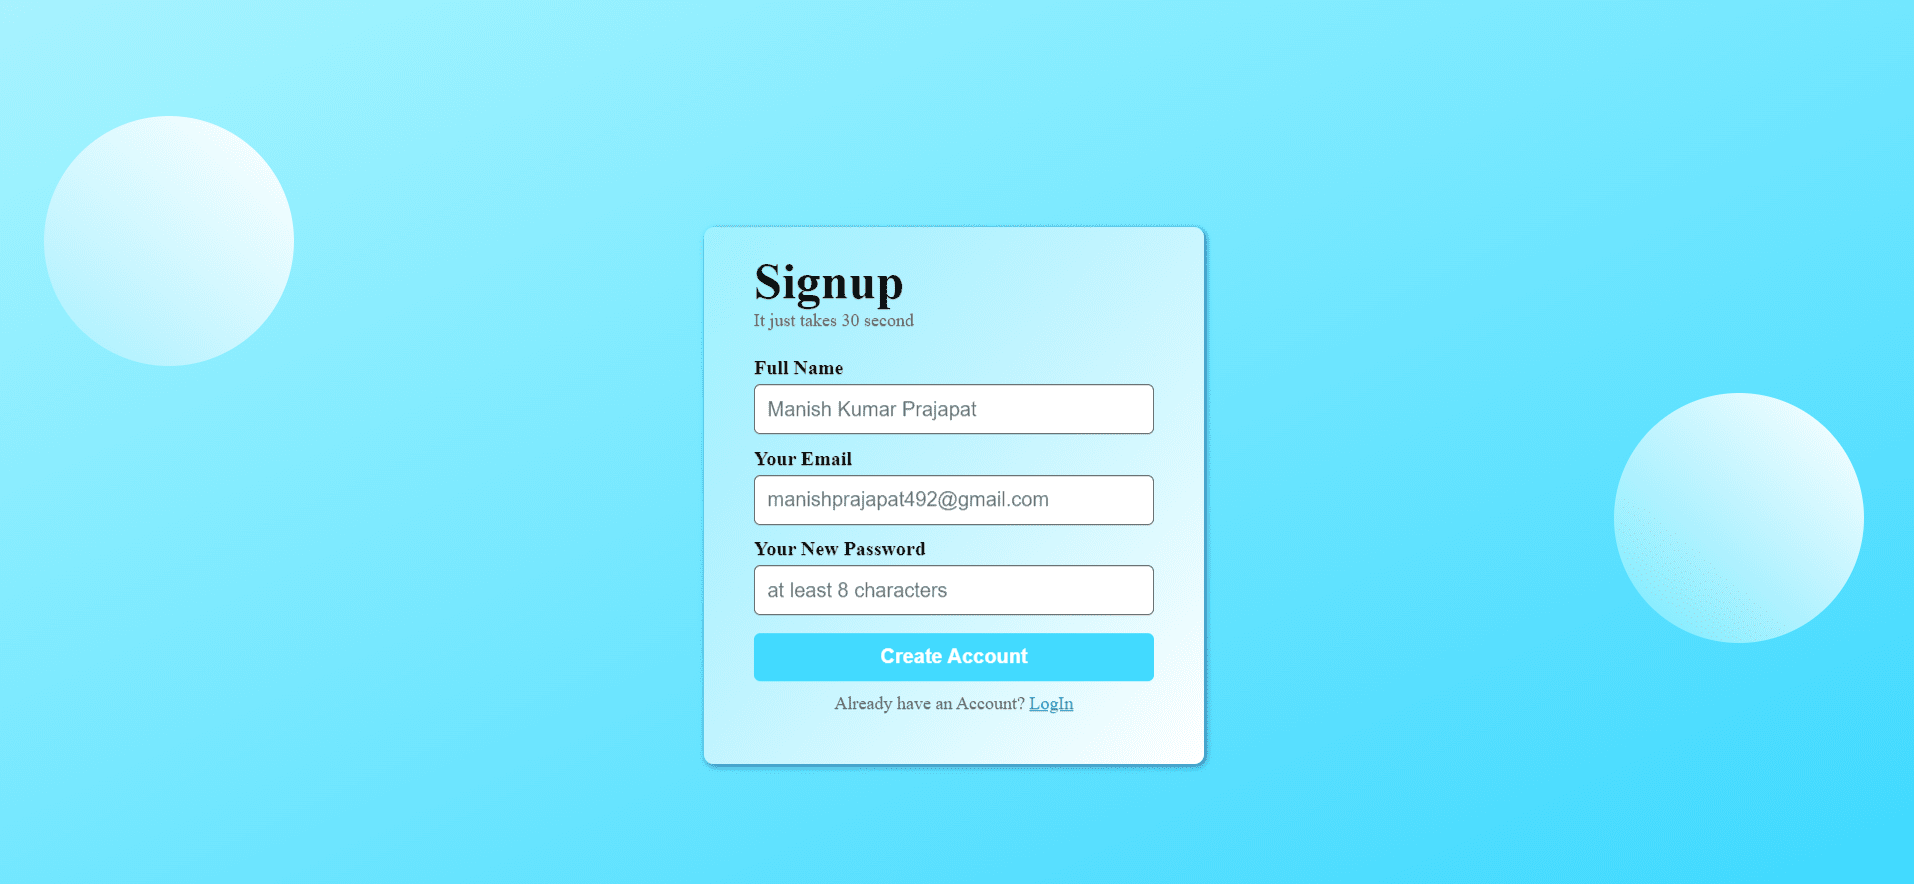 Signup
It just takes 30 second
Full Name
Manish Kumar Prajapat
Your Email
manishprajapat492@gmail.com
Your New Password
at least 8 characters
Create Account
Already have an Account? LogIn